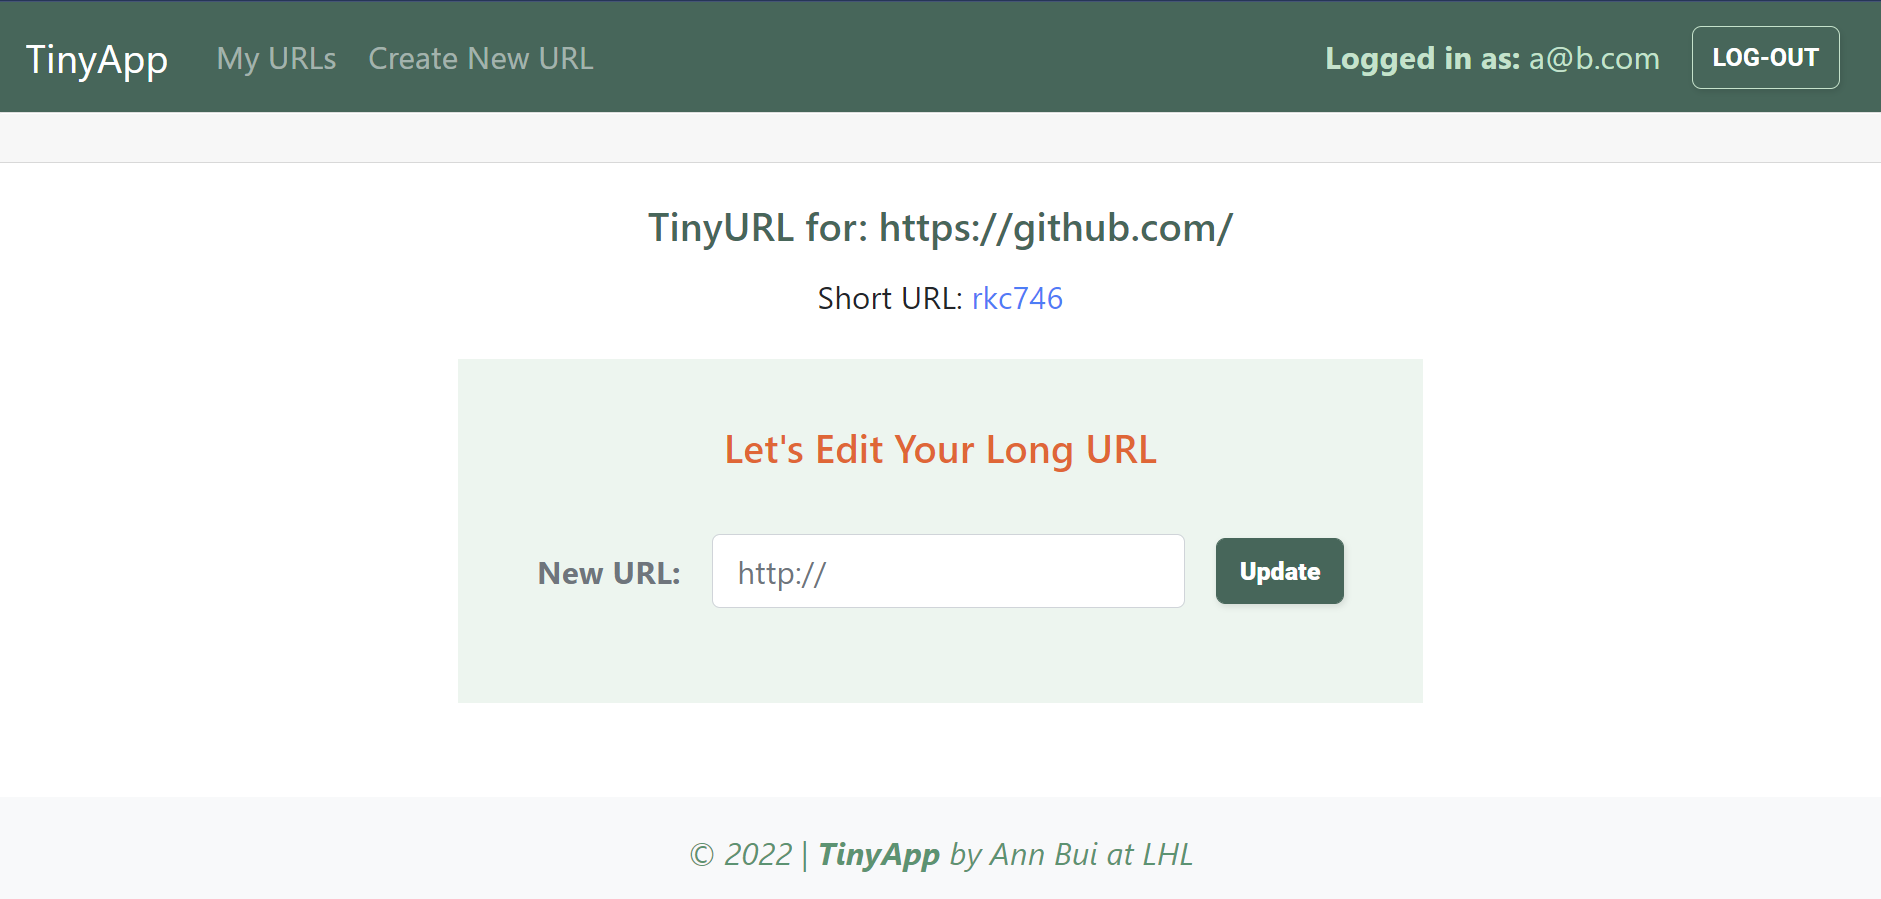 TinyApp My URLs Create New URL Logged in as: a@b.com LOG-OUT
TinyURL for: https://github.com/
Short URL: rkc746
Let's Edit Your Long URL
New URL: http:// Update
© 2022 | TinyApp by Ann Bui at LHL